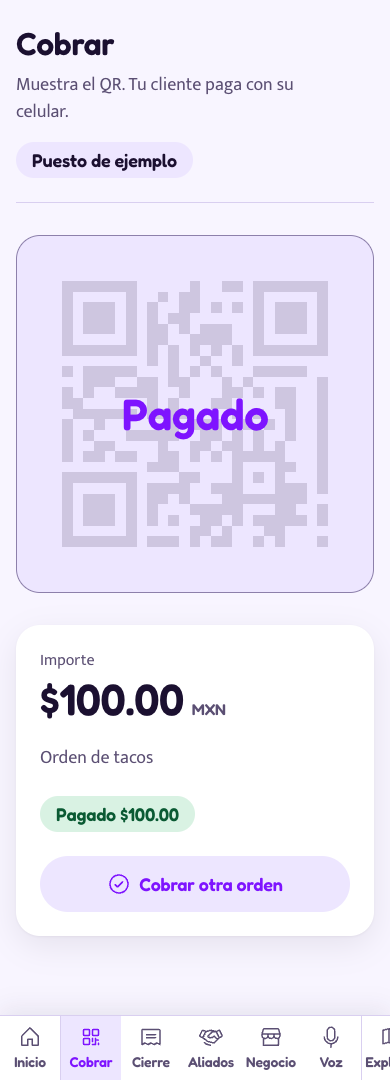 Cobrar
Muestra el QR. Tu cliente paga con su
celular.
Puesto de ejemplo
Pagado
Importe
$100.00 MXN
Orden de tacos
Pagado $100.00
Cobrar otra orden
Inicio
Cobrar
Cierre
Aliados
Negocio
Voz
Expl